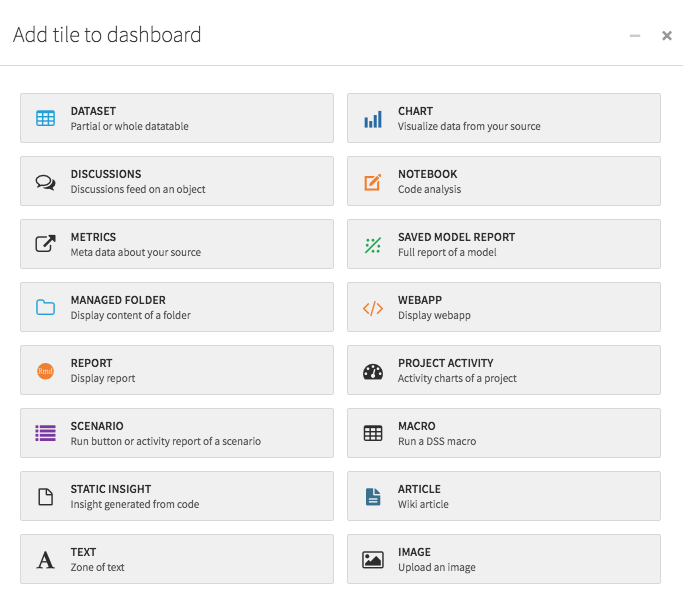 Add tile to dashboard
DATASET
Partial or whole datatable
CHART
Visualize data from your source
DISCUSSIONS
Discussions feed on an object
NOTEBOOK
Code analysis
METRICS
Meta data about your source
SAVED MODEL REPORT
Full report of a model
MANAGED FOLDER
Display content of a folder
WEBAPP
Display webapp
Rmd
REPORT
Display report
PROJECT ACTIVITY
Activity charts of a project
SCENARIO
Run button or activity report of a scenario
MACRO
Run a DSS macro
STATIC INSIGHT
Insight generated from code
ARTICLE
Wiki article
A
TEXT
Zone of text
IMAGE
Upload an image